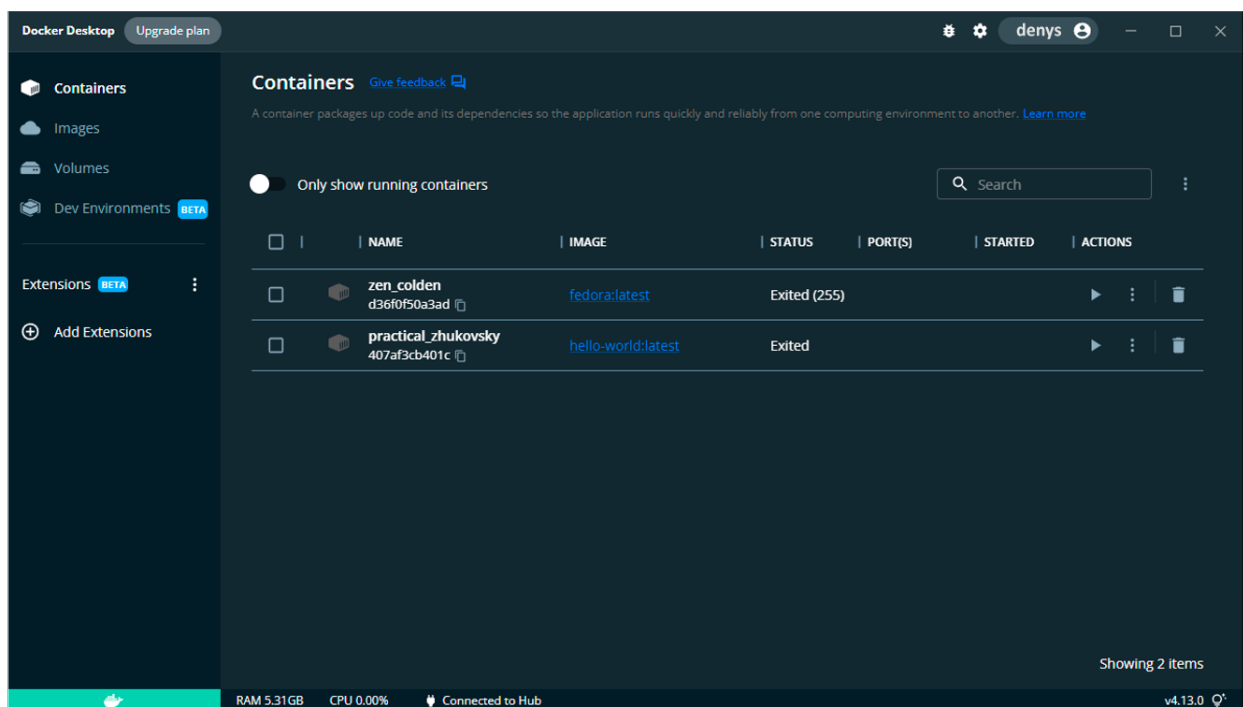 Docker Desktop Upgrade plan denys
Containers
Images
Volumes
Dev Environments BETA
Extensions BETA
Add Extensions
Containers Give feedback
A container packages up code and its dependencies so the application runs quickly and reliably from one computing environment to another. Learn more
Only show running containers Search
NAME IMAGE STATUS PORT(S) STARTED ACTIONS
zen_colden
d36f0f50a3ad fedora:latest Exited (255)
practical_zhukovsky
407af3cb401c hello-world:latest Exited
Showing 2 items
RAM 5.31GB CPU 0.00% Connected to Hub v4.13.0